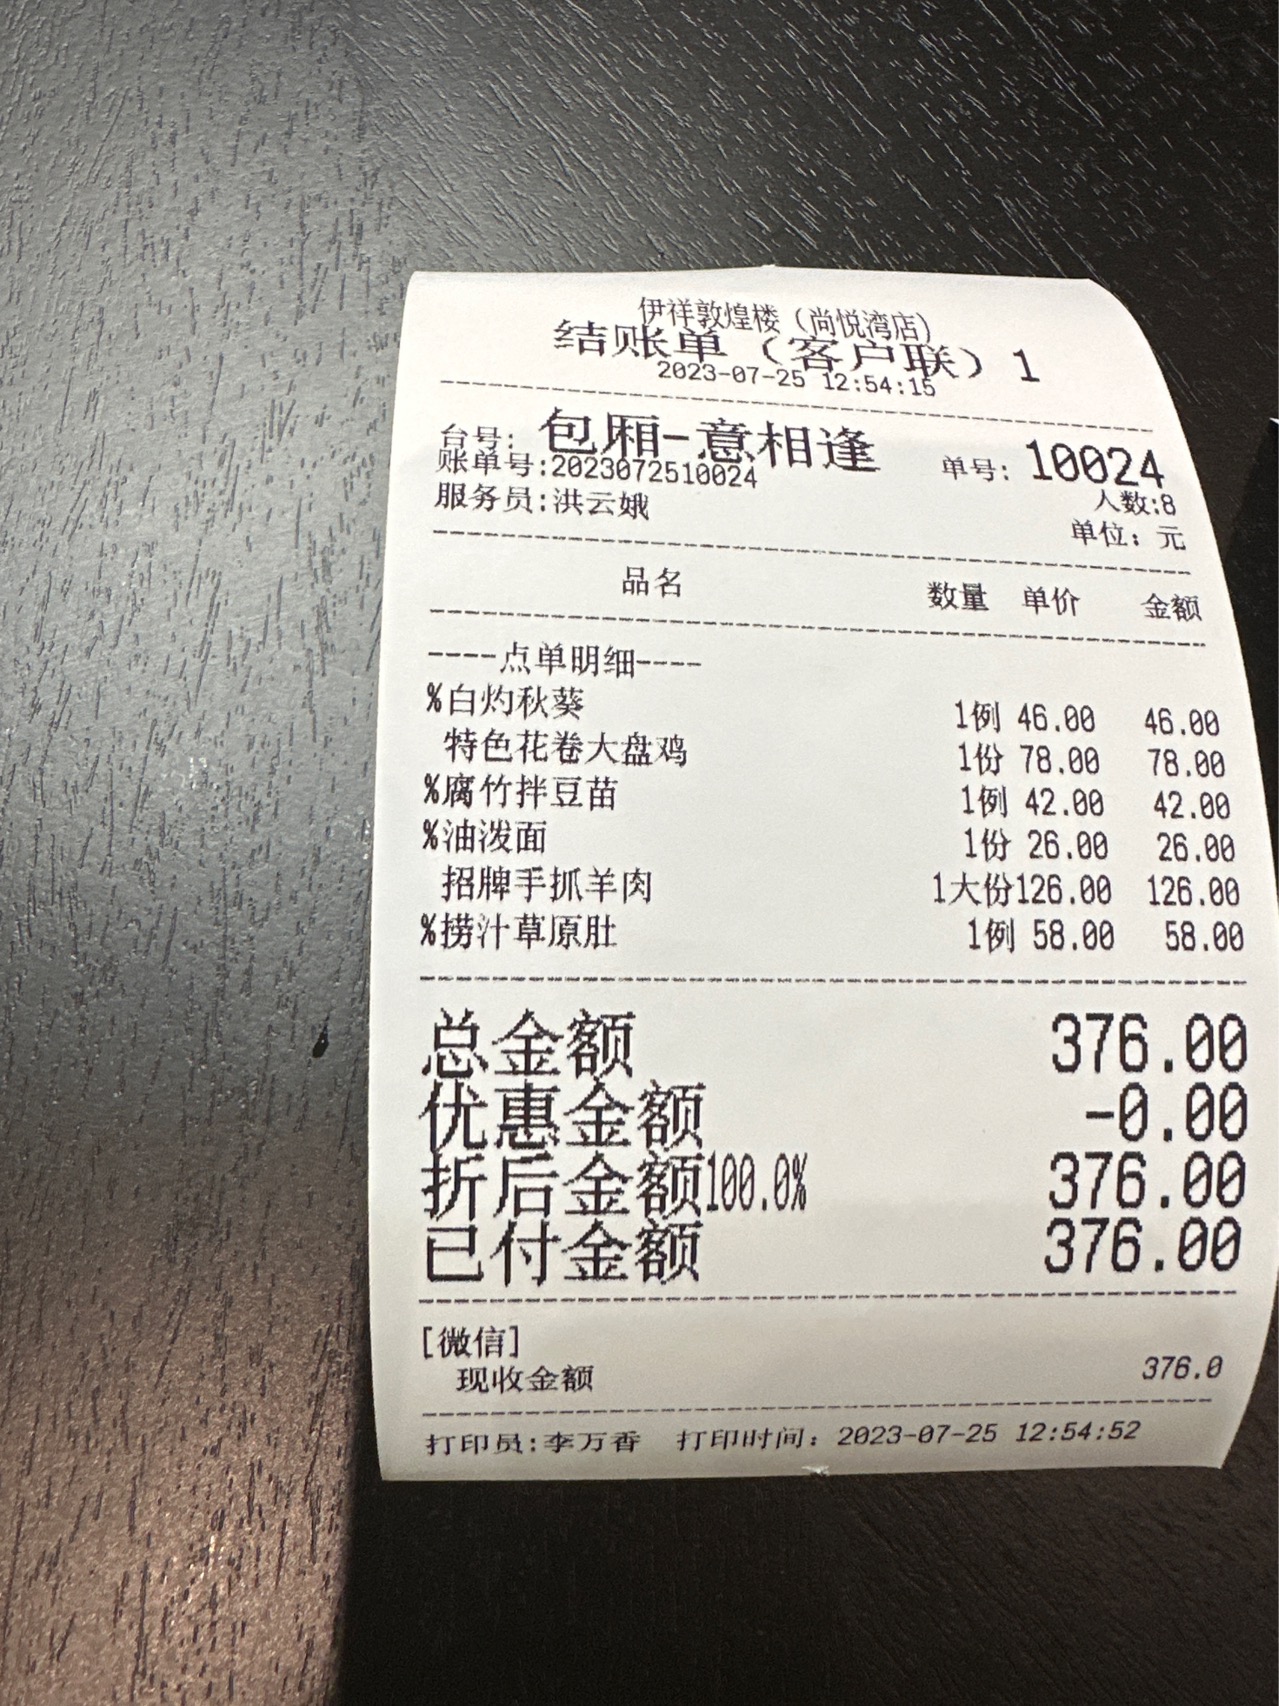 伊祥敦煌楼（尚悦湾店）
结账单（客户联）1
2023-07-25 12:54:15
台号: 包厢-意相逢 单号: 10024
账单号:2023072510024
人数:8
服务员:洪云娥
单位: 元
品名 数量 单价 金额
----点单明细----
%白灼秋葵 1例 46.00 46.00
特色花卷大盘鸡 1份 78.00 78.00
%腐竹拌豆苗 1例 42.00 42.00
%油泼面 1份 26.00 26.00
招牌手抓羊肉 1大份126.00 126.00
%捞汁草原肚 1例 58.00 58.00
总金额 376.00
优惠金额 -0.00
折后金额100.0% 376.00
已付金额 376.00
[微信]
现收金额 376.0
打印员:李万香 打印时间: 2023-07-25 12:54:52